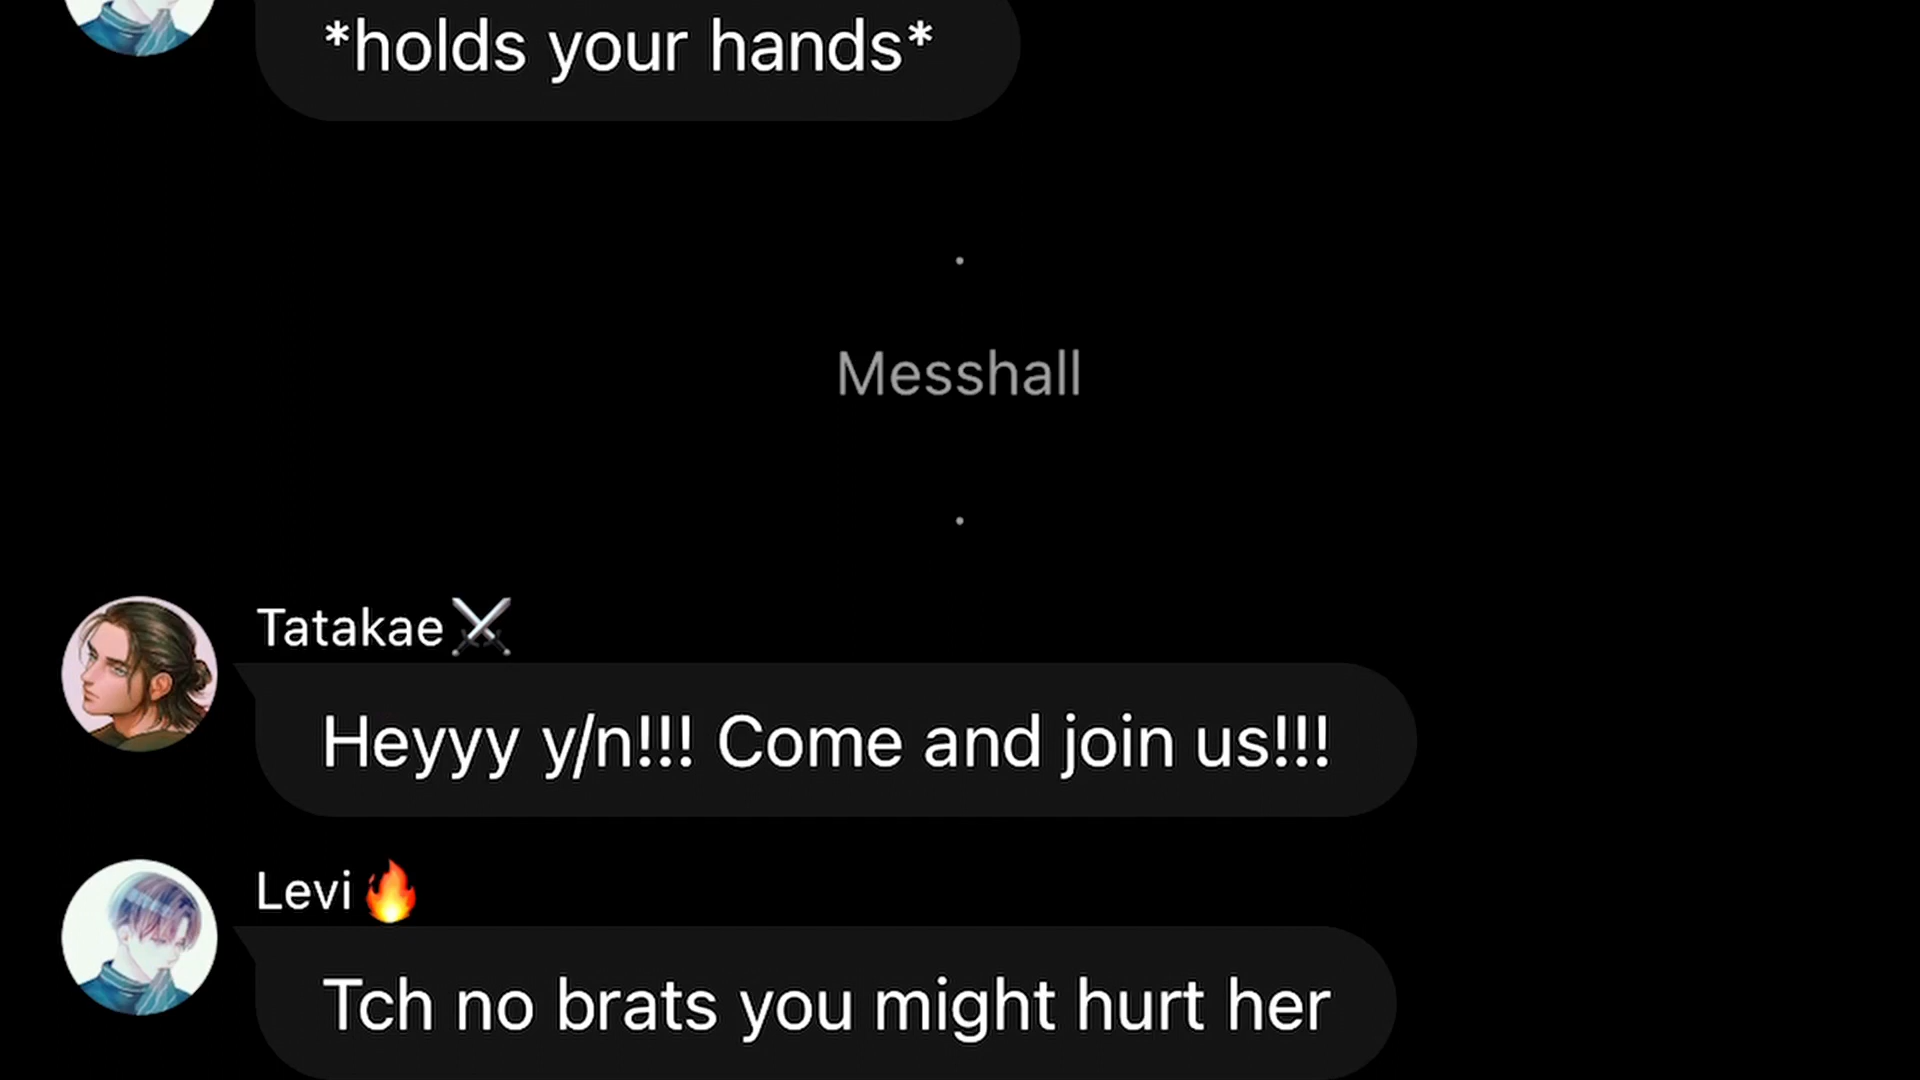 *holds your hands*
.
Messhall
.
Tatakae⚔️
Heyyy y/n!!! Come and join us!!!
Levi🔥
Tch no brats you might hurt her